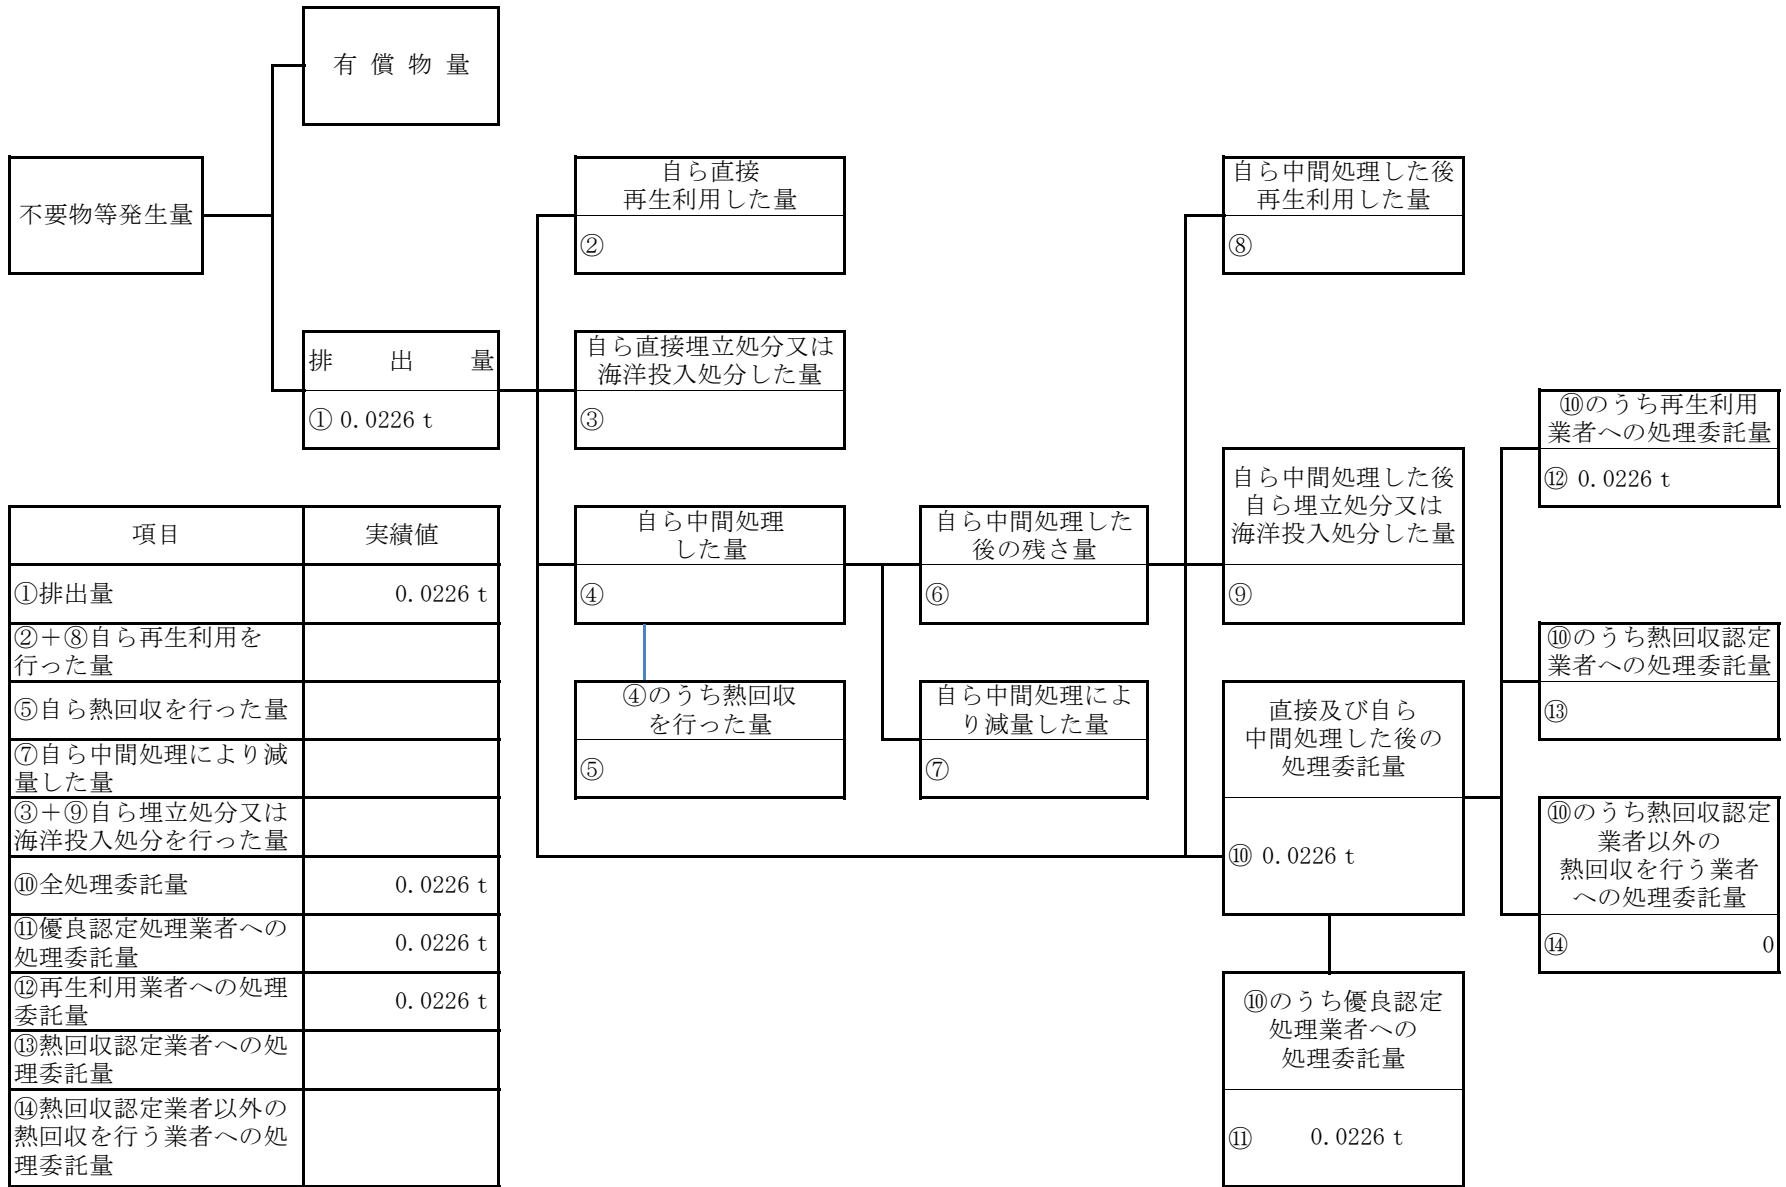 有償物量
不要物等発生量
排出量
① 0.0226 t
自ら直接
再生利用した量
②
自ら直接埋立処分又は
海洋投入処分した量
③
自ら中間処理
した量
④
④のうち熱回収
を行った量
⑤
自ら中間処理した
後の残さ量
⑥
自ら中間処理によ
り減量した量
⑦
自ら中間処理した後
再生利用した量
⑧
自ら中間処理した後
自ら埋立処分又は
海洋投入処分した量
⑨
直接及び自ら
中間処理した後の
処理委託量
⑩ 0.0226 t
⑩のうち優良認定
処理業者への
処理委託量
⑪ 0.0226 t
⑩のうち再生利用
業者への処理委託量
⑫ 0.0226 t
⑩のうち熱回収認定
業者への処理委託量
⑬
⑩のうち熱回収認定
業者以外の
熱回収を行う業者
への処理委託量
⑭ 0
項目 実績値
①排出量 0.0226 t
②＋⑧自ら再生利用を
行った量
⑤自ら熱回収を行った量
⑦自ら中間処理により減
量した量
③＋⑨自ら埋立処分又は
海洋投入処分を行った量
⑩全処理委託量 0.0226 t
⑪優良認定処理業者への
処理委託量 0.0226 t
⑫再生利用業者への処理
委託量 0.0226 t
⑬熱回収認定業者への処
理委託量
⑭熱回収認定業者以外の
熱回収を行う業者への処
理委託量